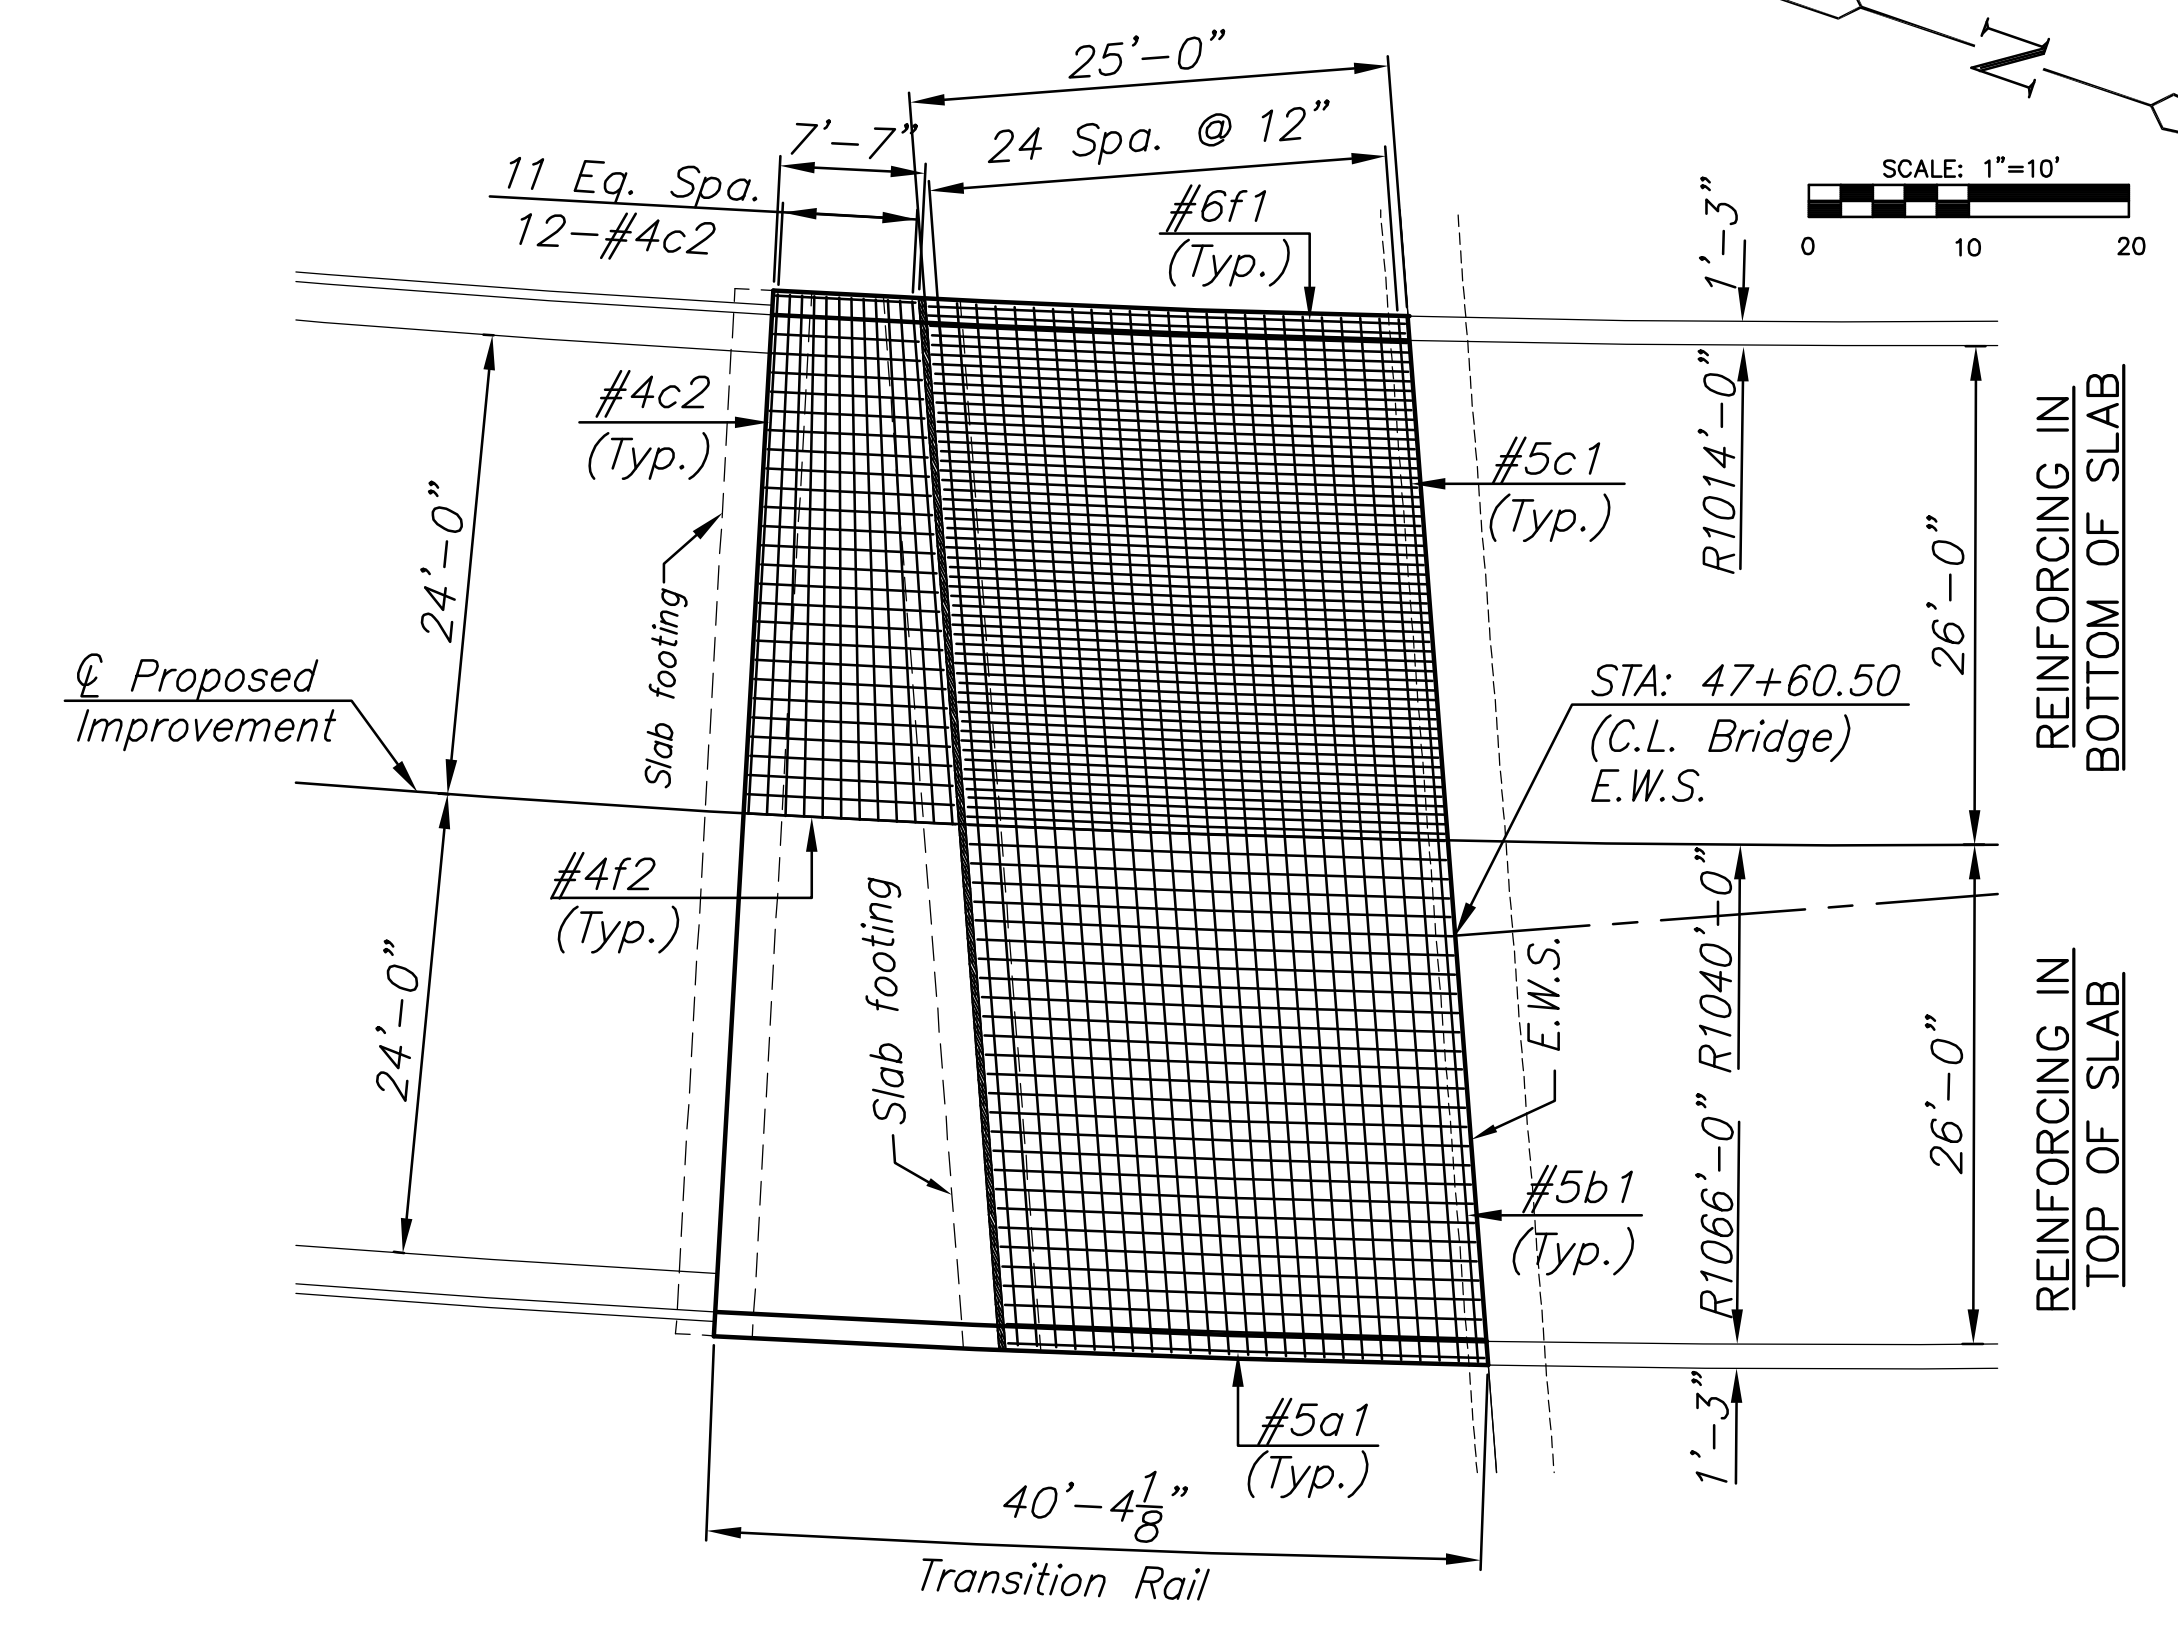 25'-0"
7'-7"
24 Spa. @ 12"
11 Eq. Spa.
12-#4c2
#6f1
(Typ.)
SCALE: 1"=10'
0 10 20
1'-3"
#4c2
(Typ.)
#5c1
(Typ.)
R1014'-0"
26'-0"
REINFORCING IN
BOTTOM OF SLAB
24'-0"
Slab footing
℄ Proposed
Improvement
STA: 47+60.50
(C.L. Bridge)
E.W.S.
#4f2
(Typ.)
Slab footing
24'-0"
E.W.S.
R1040'-0"
R1066'-0"
26'-0"
REINFORCING IN
TOP OF SLAB
#5b1
(Typ.)
#5a1
(Typ.)
1'-3"
40'-4 1/8"
Transition Rail
N